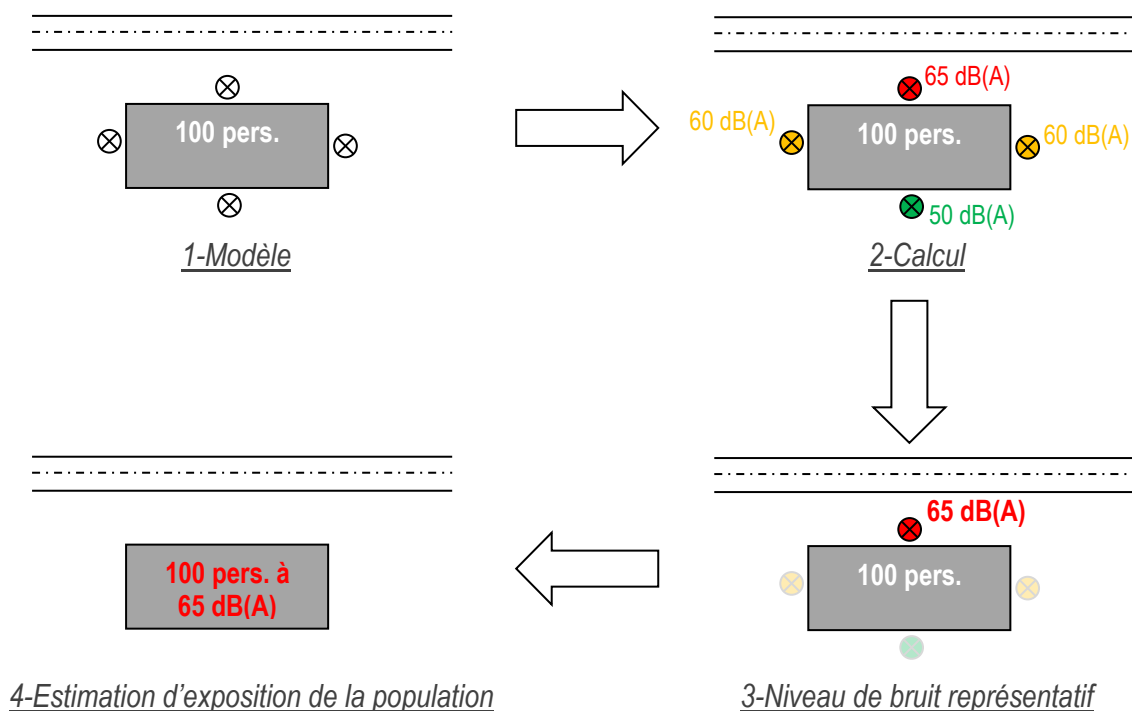 100 pers.
1-Modèle
65 dB(A)
60 dB(A)
100 pers.
60 dB(A)
50 dB(A)
2-Calcul
65 dB(A)
100 pers.
3-Niveau de bruit représentatif
100 pers. à
65 dB(A)
4-Estimation d’exposition de la population